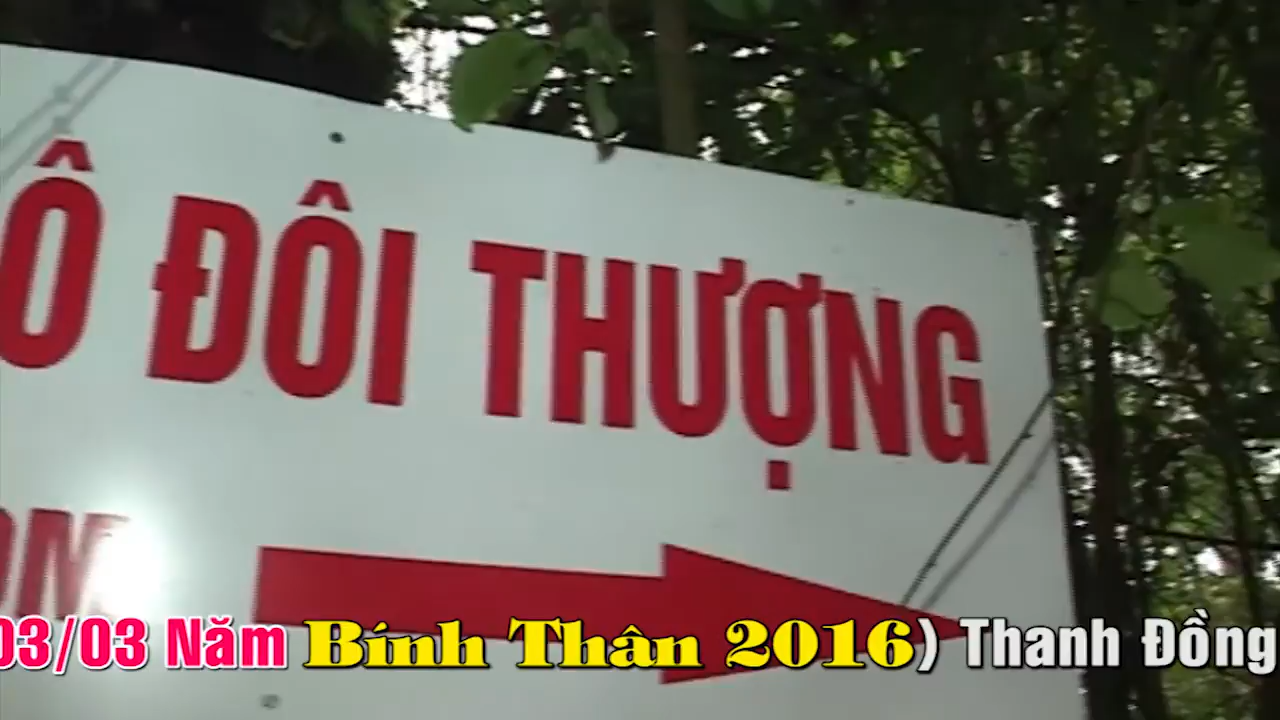 Ô ĐÔI THƯỢNG
03/03 Năm Bính Thân 2016) Thanh Đồng